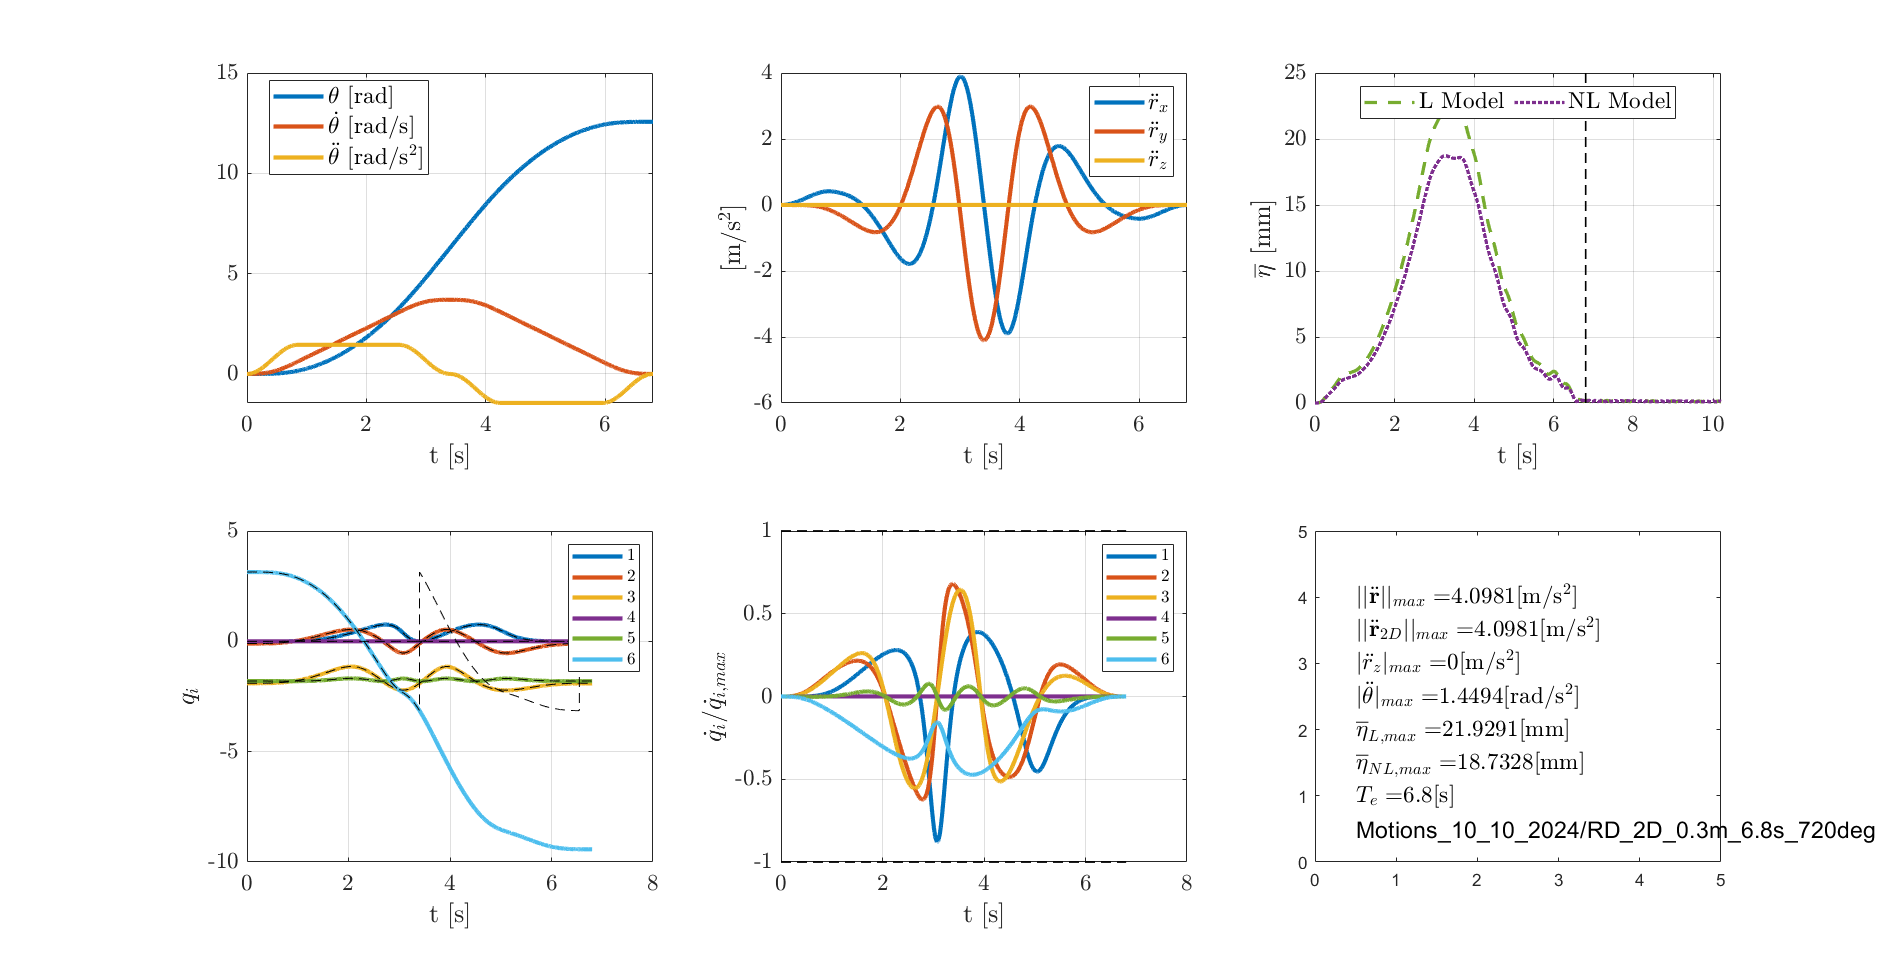 15
10
5
0
0 2 4 6
t [s]
θ [rad]
θ̇ [rad/s]
θ̈ [rad/s²]
4
2
0
-2
-4
-6
[m/s²]
0 2 4 6
t [s]
r̈ₓ
r̈_y
r̈_z
25
20
15
10
5
0
η̅ [mm]
0 2 4 6 8 10
t [s]
L Model NL Model
5
0
-5
-10
q_i
0 2 4 6 8
t [s]
1
2
3
4
5
6
1
0.5
0
-0.5
-1
q̇_i/q̇_{i,max}
0 2 4 6 8
t [s]
1
2
3
4
5
6
5
4
3
2
1
0
0 1 2 3 4 5
||r̈||_{max} =4.0981[m/s²]
||r̈_{2D}||_{max} =4.0981[m/s²]
|r̈_z|_{max} =0[m/s²]
|θ̈|_{max} =1.4494[rad/s²]
η̅_{L,max} =21.9291[mm]
η̅_{NL,max} =18.7328[mm]
T_e =6.8[s]
Motions_10_10_2024/RD_2D_0.3m_6.8s_720deg